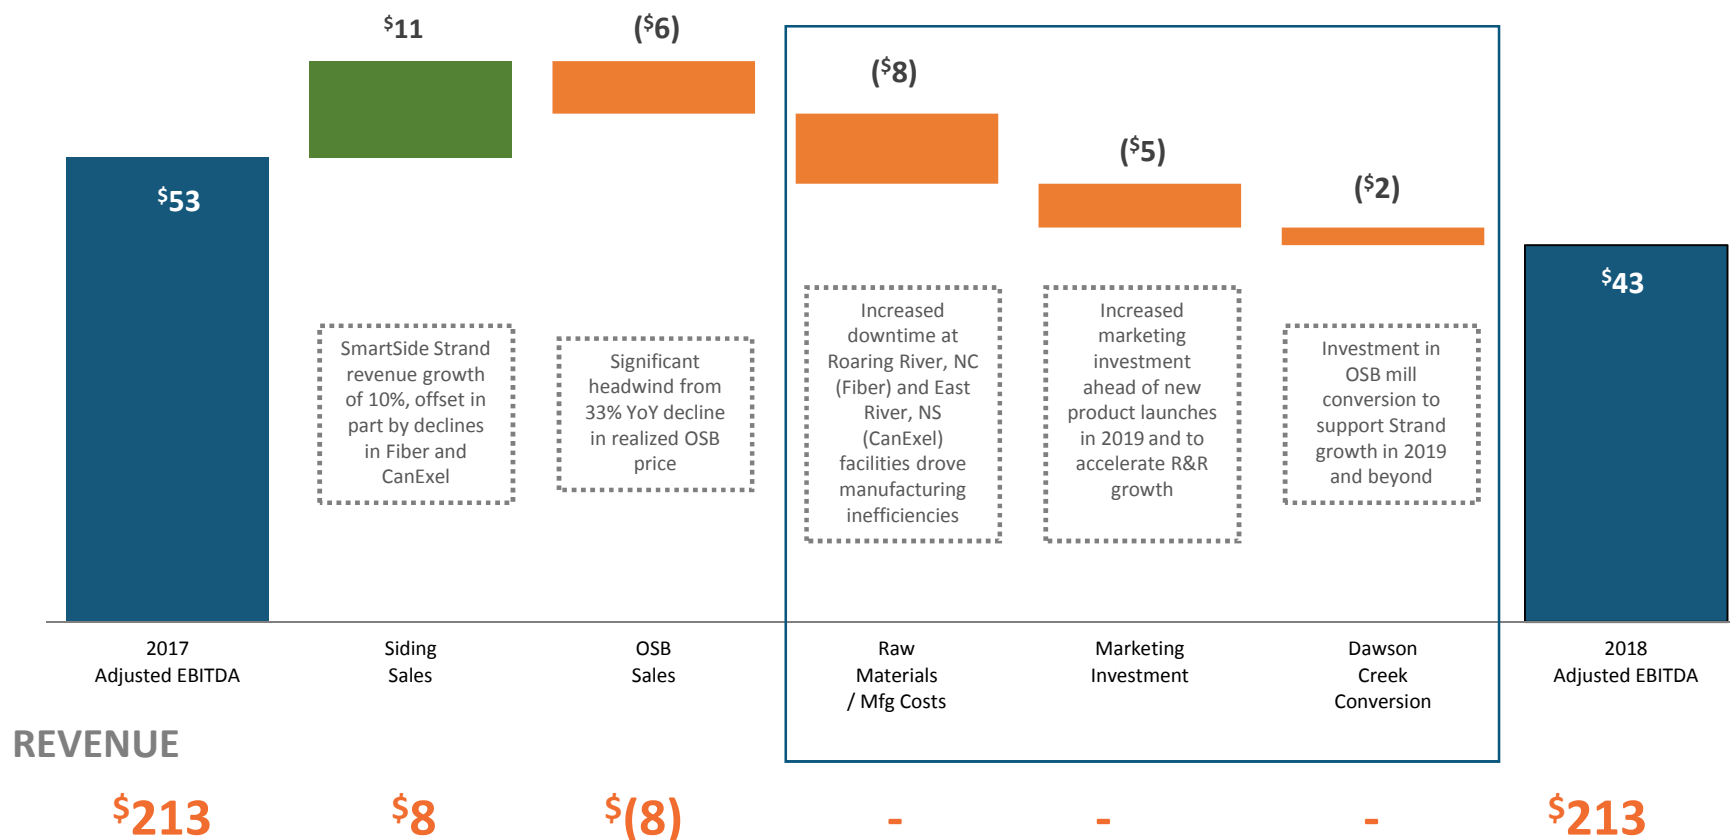 $11
($6)
($8)
($5)
($2)
$53
$43
SmartSide Strand
revenue growth
of 10%, offset in
part by declines
in Fiber and
CanExel
Significant
headwind from
33% YoY decline
in realized OSB
price
Increased
downtime at
Roaring River, NC
(Fiber) and East
River, NS
(CanExel)
facilities drove
manufacturing
inefficiencies
Increased
marketing
investment
ahead of new
product launches
in 2019 and to
accelerate R&R
growth
Investment in
OSB mill
conversion to
support Strand
growth in 2019
and beyond
2017
Adjusted EBITDA
Siding
Sales
OSB
Sales
Raw
Materials
/ Mfg Costs
Marketing
Investment
Dawson
Creek
Conversion
2018
Adjusted EBITDA
REVENUE
$213 $8 $(8) - - - $213